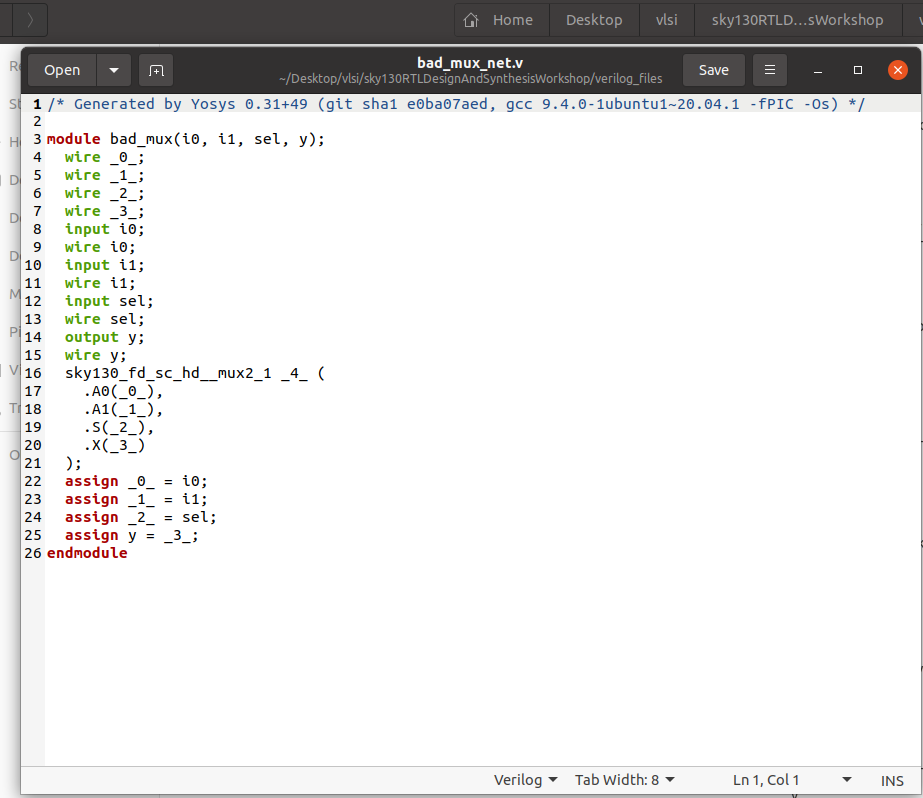 Home Desktop vlsi sky130RTLD...sWorkshop
Open bad_mux_net.v Save
~/Desktop/vlsi/sky130RTLDesignAndSynthesisWorkshop/verilog_files
1 /* Generated by Yosys 0.31+49 (git sha1 e0ba07aed, gcc 9.4.0-1ubuntu1~20.04.1 -fPIC -Os) */
2
3 module bad_mux(i0, i1, sel, y);
4   wire _0_;
5   wire _1_;
6   wire _2_;
7   wire _3_;
8   input i0;
9   wire i0;
10   input i1;
11   wire i1;
12   input sel;
13   wire sel;
14   output y;
15   wire y;
16   sky130_fd_sc_hd__mux2_1 _4_ (
17     .A0(_0_),
18     .A1(_1_),
19     .S(_2_),
20     .X(_3_)
21   );
22   assign _0_ = i0;
23   assign _1_ = i1;
24   assign _2_ = sel;
25   assign y = _3_;
26 endmodule
Verilog Tab Width: 8 Ln 1, Col 1 INS